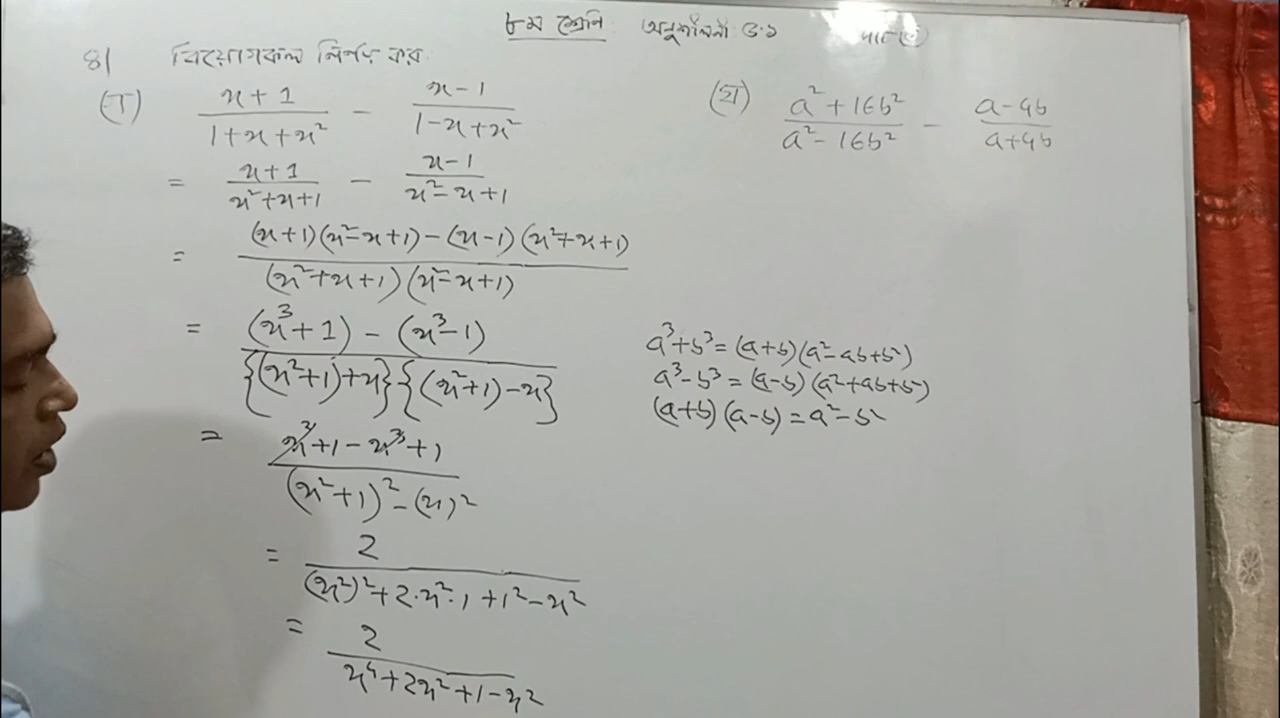 ৮ম শ্রেণি অনুশীলনী ৫.১ পার্ট
৪। বিয়োগফল নির্ণয় কর:
(গ) x+1/1+x+x² − x−1/1−x+x²
= x+1/x²+x+1 − x−1/x²−x+1
= (x+1)(x²−x+1)−(x−1)(x²+x+1)/(x²+x+1)(x²−x+1)
= (x³+1)−(x³−1)/{(x²+1)+x}{(x²+1)−x}
= x³+1−x³+1/(x²+1)²−(x)²
= 2/(x²)²+2·x²·1+1²−x²
= 2/x⁴+2x²+1−x²
(ঘ) a²+16b²/a²−16b² − a−4b/a+4b
a³+b³=(a+b)(a²−ab+b²)
a³−b³=(a−b)(a²+ab+b²)
(a+b)(a−b)=a²−b²